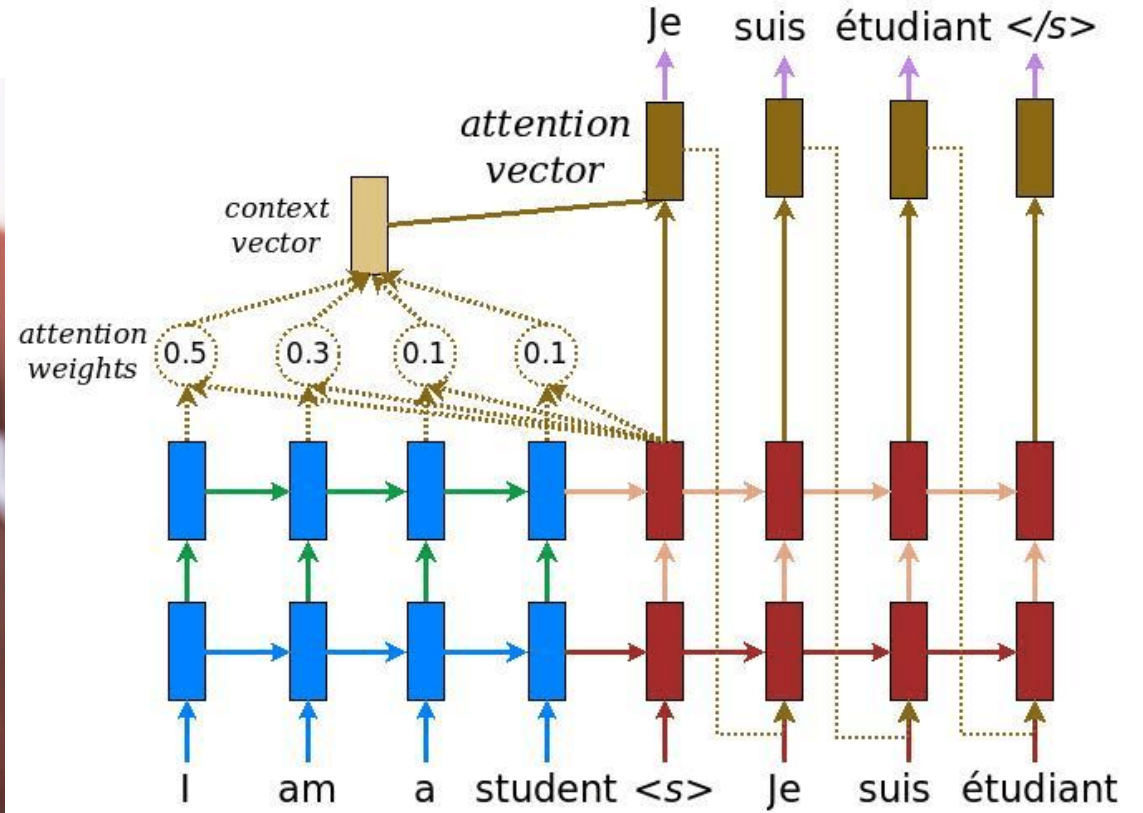 Je suis étudiant </s>
attention
vector
context
vector
attention
weights
0.5 0.3 0.1 0.1
I am a student <s> Je suis étudiant